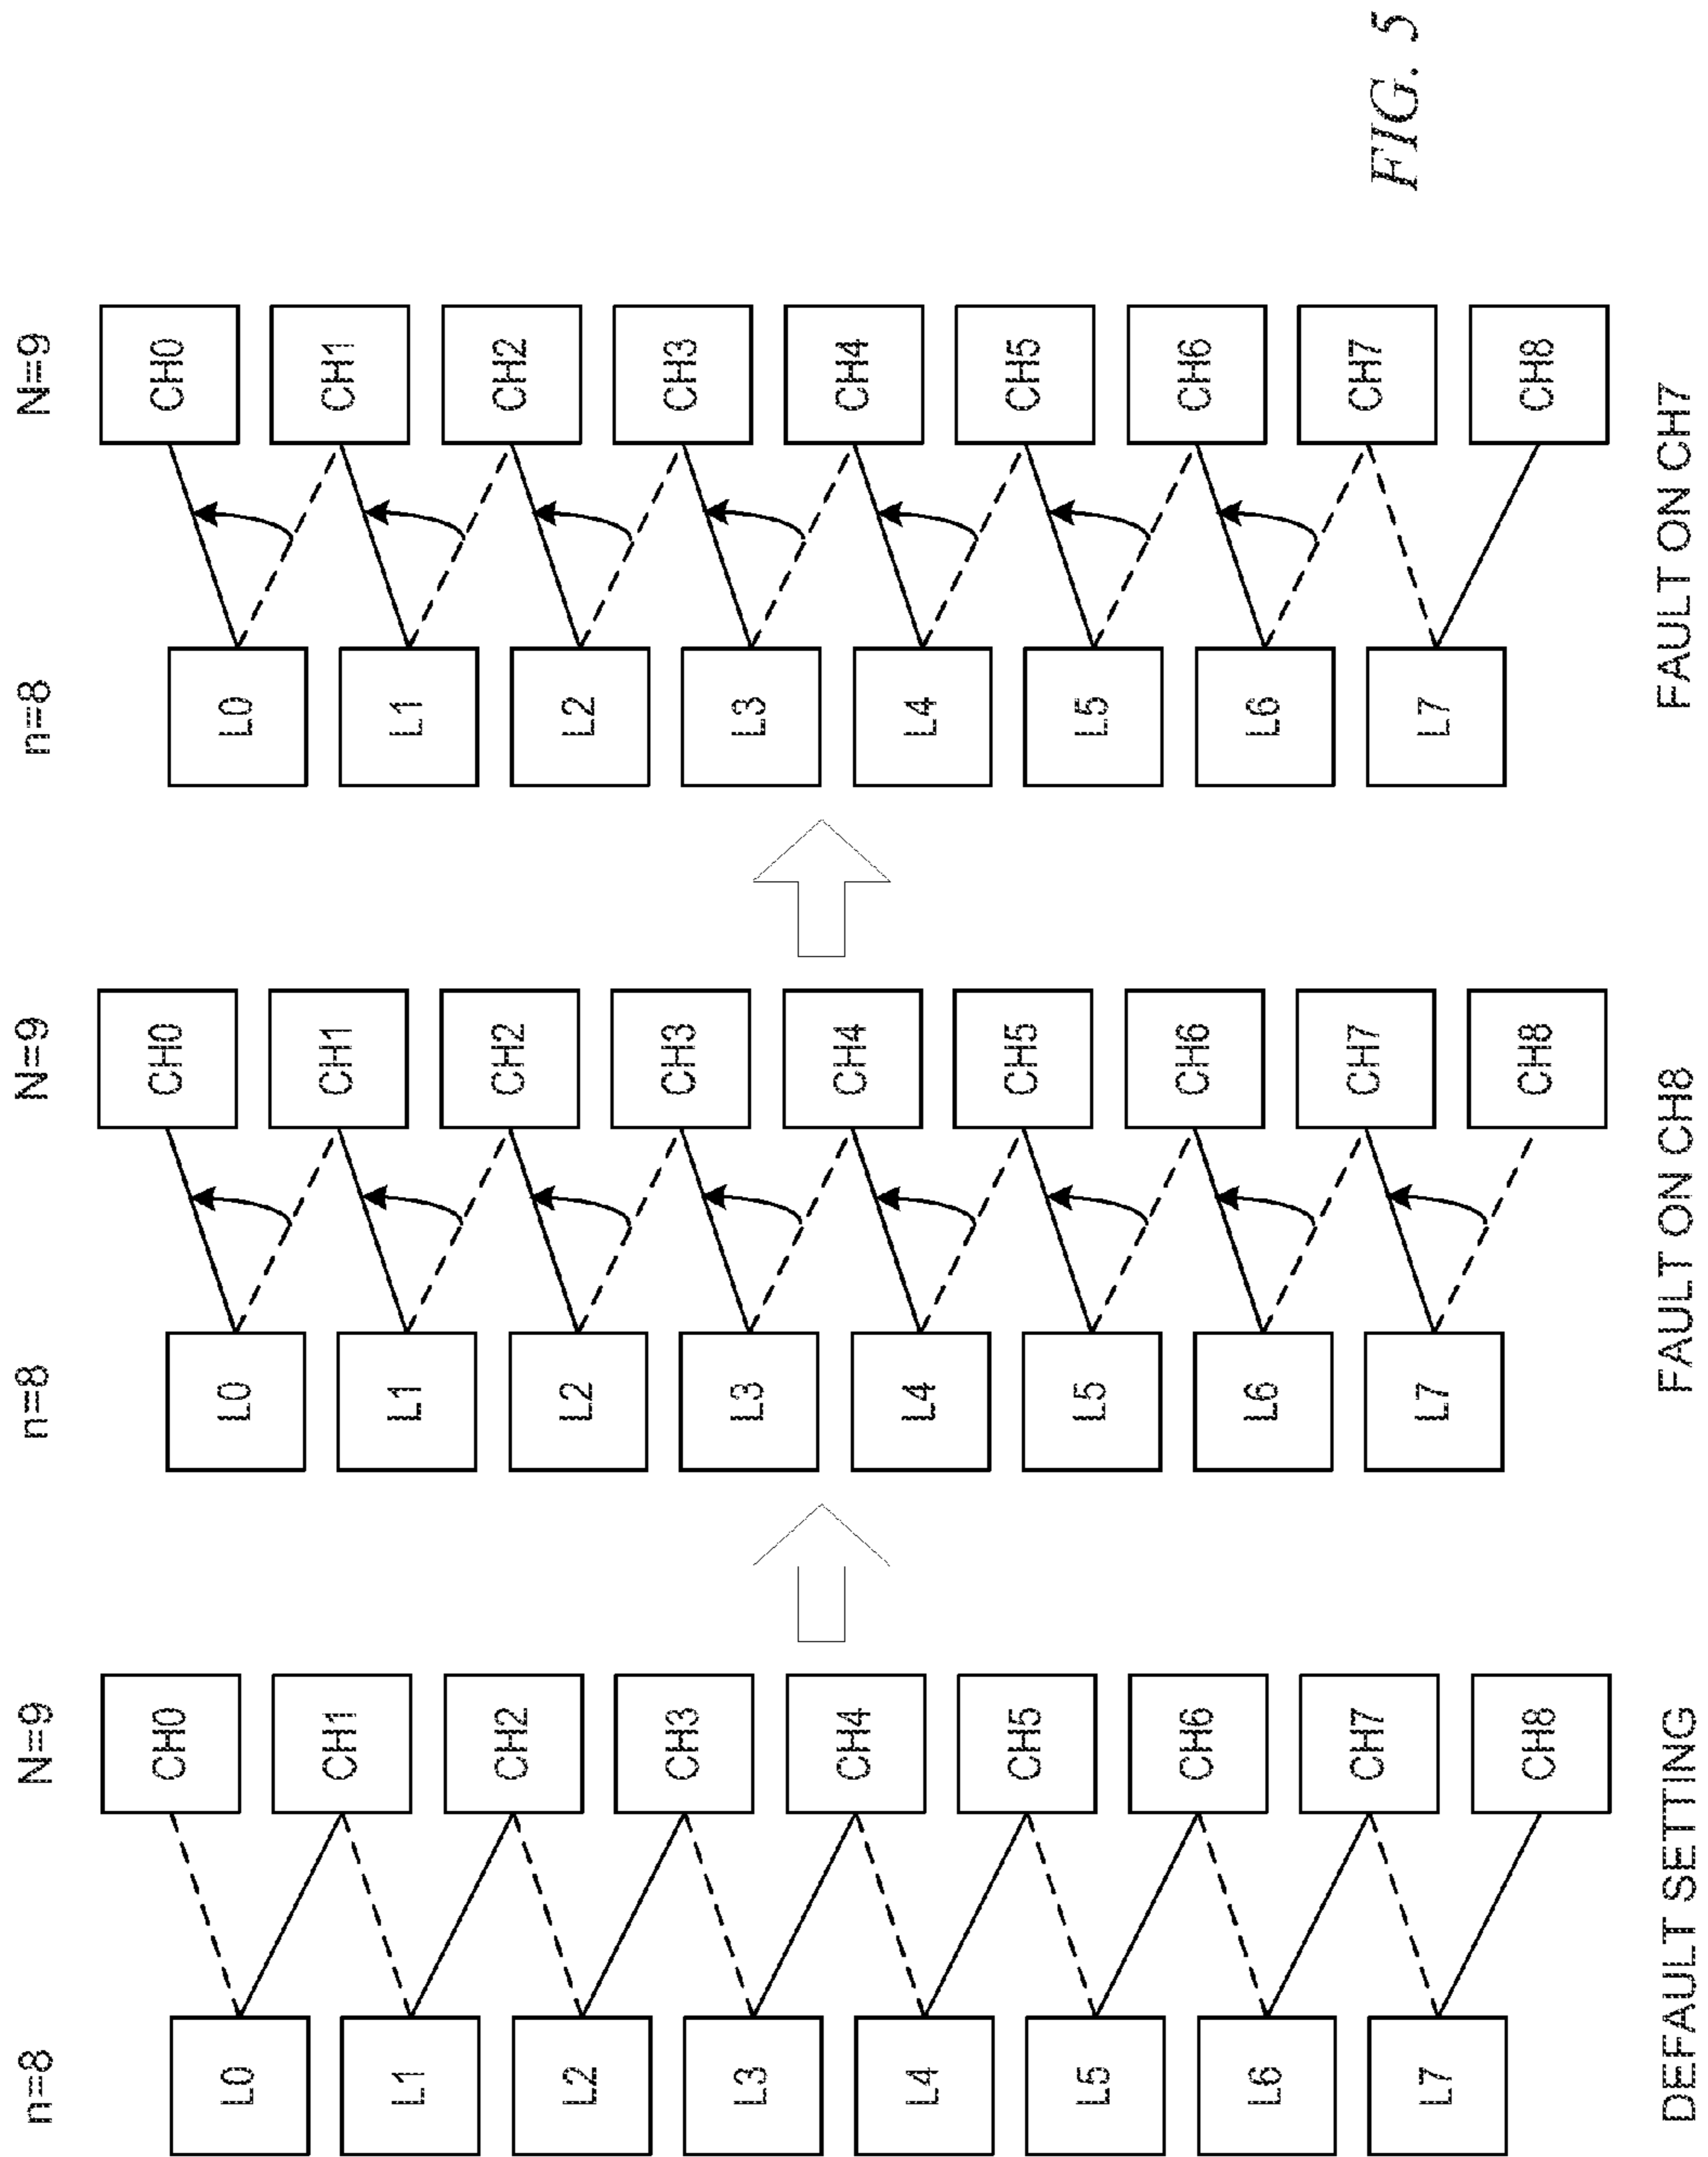 n=8
N=9
L0
CH0
L1
CH1
L2
CH2
L3
CH3
L4
CH4
L5
CH5
L6
CH6
L7
CH7
CH8
DEFAULT SETTING
n=8
N=9
L0
CH0
L1
CH1
L2
CH2
L3
CH3
L4
CH4
L5
CH5
L6
CH6
L7
CH7
CH8
FAULT ON CH8
n=8
N=9
L0
CH0
L1
CH1
L2
CH2
L3
CH3
L4
CH4
L5
CH5
L6
CH6
L7
CH7
CH8
FAULT ON CH7
FIG. 5